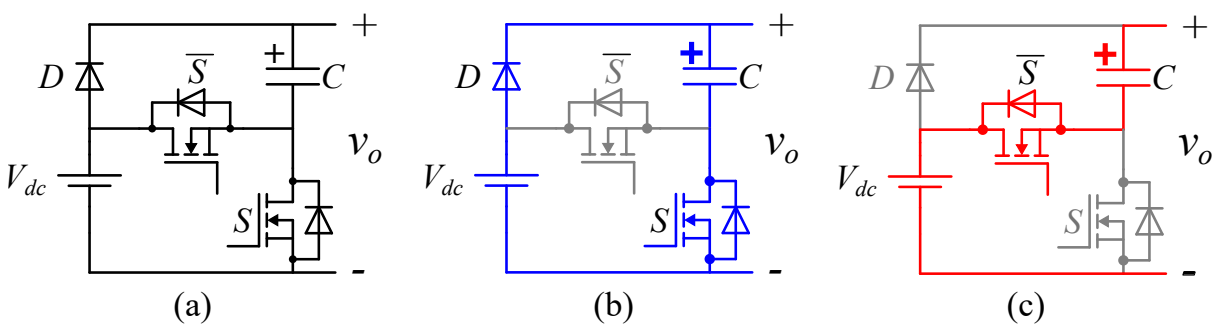 + + +
+ + +
S̅ S̅ S̅
D C D C D C
v_o v_o v_o
V_dc V_dc V_dc
S S S
- - -
(a) (b) (c)